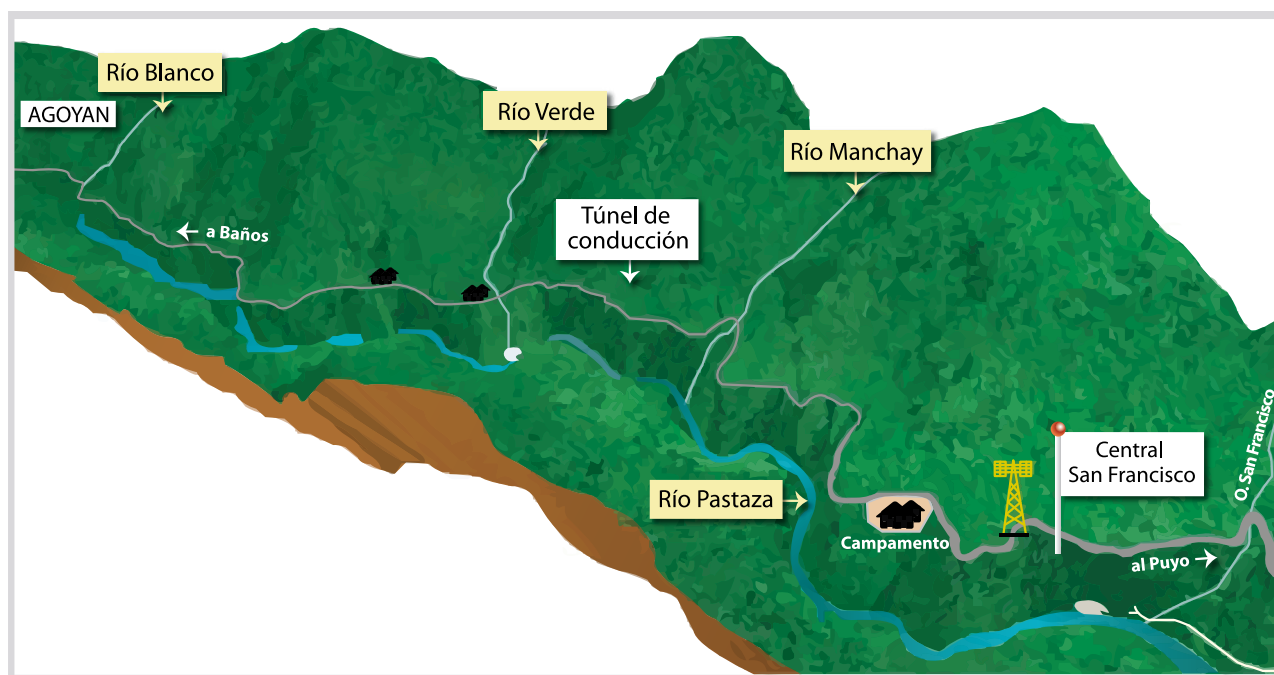 Río Blanco
AGOYAN
Río Verde
Río Manchay
Túnel de
conducción
a Baños
Río Pastaza
Central
San Francisco
O. San Francisco
Campamento
al Puyo